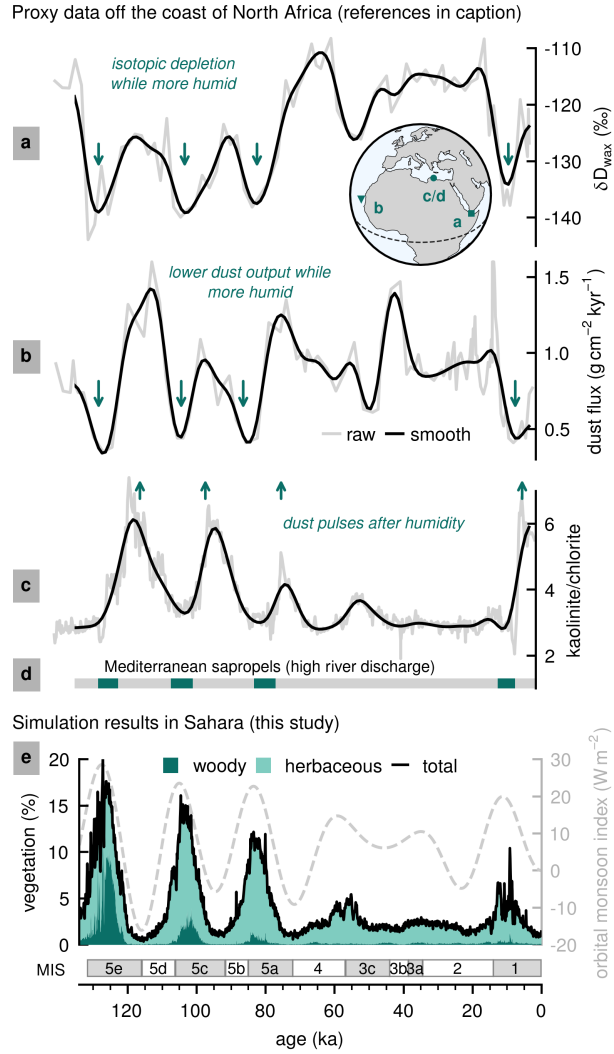 Proxy data off the coast of North Africa (references in caption)
isotopic depletion
while more humid
a
-110
-120
-130
-140
δDwax (‰)
b
c/d
a
lower dust output while
more humid
b
1.5
1.0
0.5
dust flux (g cm−2 kyr−1)
raw
smooth
dust pulses after humidity
c
6
4
2
kaolinite/chlorite
d
Mediterranean sapropels (high river discharge)
Simulation results in Sahara (this study)
e
woody
herbaceous
total
20
15
10
5
0
vegetation (%)
30
20
10
0
-10
-20
orbital monsoon index (W m−2)
MIS
5e
5d
5c
5b
5a
4
3c
3b
3a
2
1
120
100
80
60
40
20
0
age (ka)